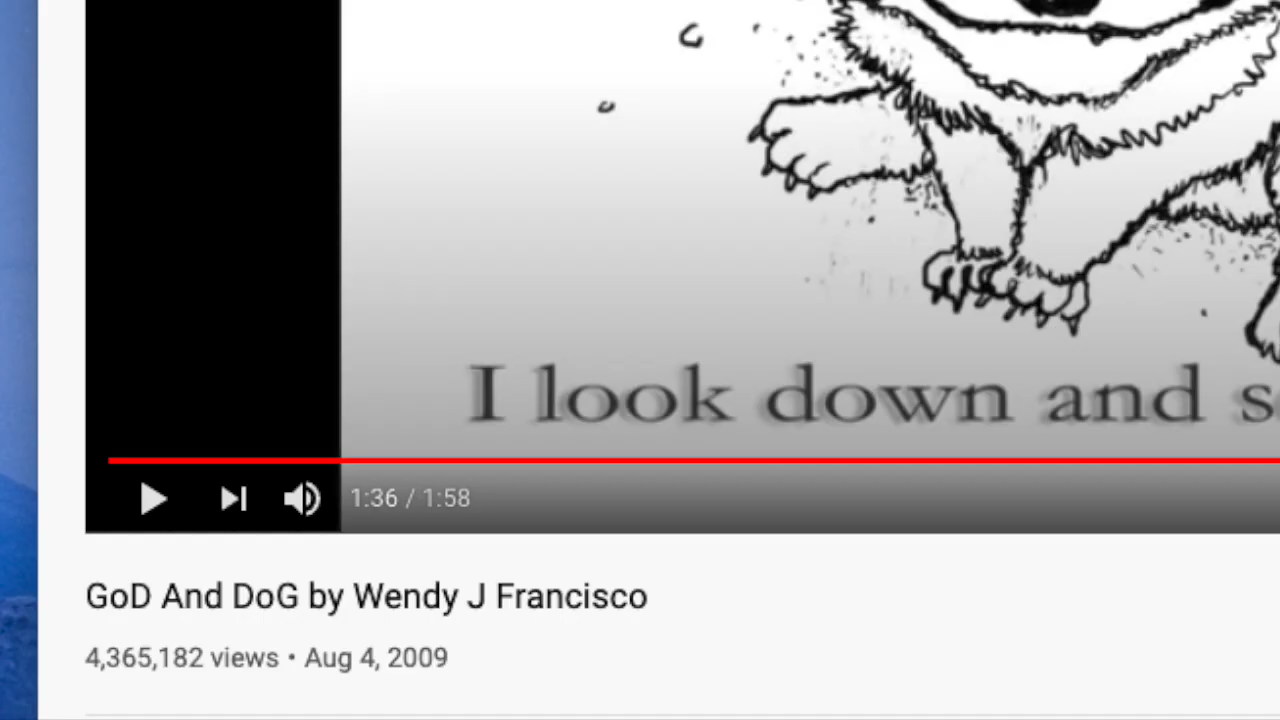 I look down and s
1:36 / 1:58
GoD And DoG by Wendy J Francisco
4,365,182 views • Aug 4, 2009